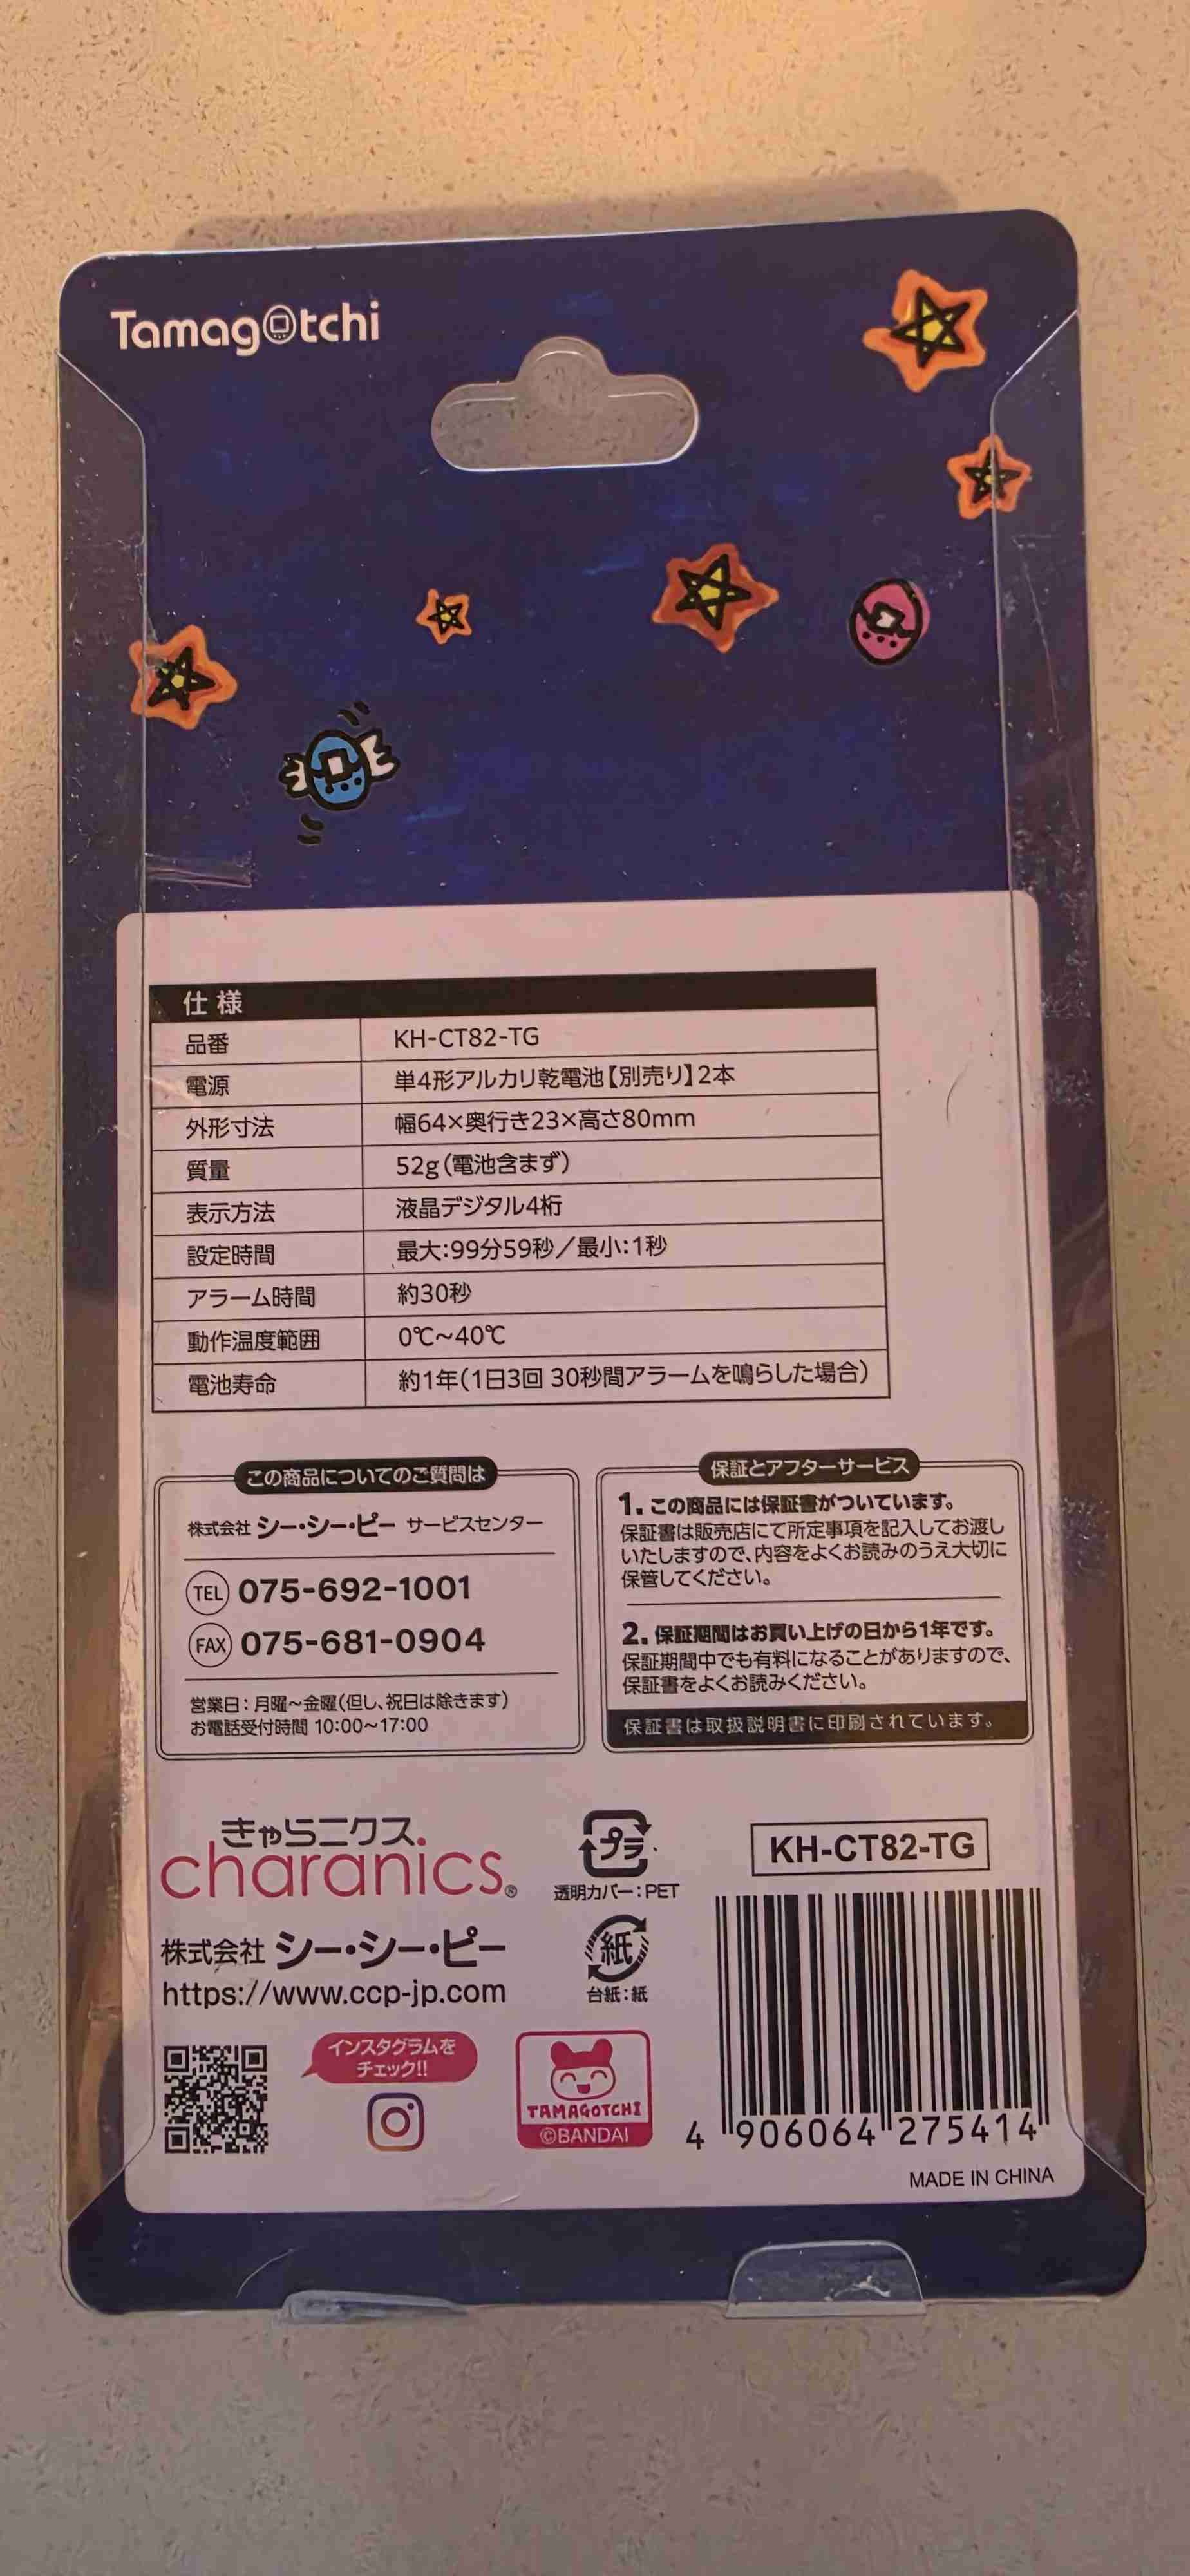 Tamagotchi
仕様
品番 KH-CT82-TG
電源 単4形アルカリ乾電池【別売り】2本
外形寸法 幅64×奥行き23×高さ80mm
質量 52g(電池含まず)
表示方法 液晶デジタル4桁
設定時間 最大:99分59秒/最小:1秒
アラーム時間 約30秒
動作温度範囲 0℃~40℃
電池寿命 約1年(1日3回 30秒間アラームを鳴らした場合)
この商品についてのご質問は
株式会社 シー・シー・ピー サービスセンター
TEL 075-692-1001
FAX 075-681-0904
営業日:月曜~金曜(但し、祝日は除きます)
お電話受付時間 10:00~17:00
保証とアフターサービス
1. この商品には保証書がついています。
保証書は販売店にて所定事項を記入してお渡し
いたしますので、内容をよくお読みのうえ大切に
保管してください。
2. 保証期間はお買い上げの日から1年です。
保証期間中でも有料になることがありますので、
保証書をよくお読みください。
保証書は取扱説明書に印刷されています。
きゃらニクス
charanics®
株式会社 シー・シー・ピー
https://www.ccp-jp.com
インスタグラムを
チェック!!
プラ
透明カバー:PET
紙
台紙:紙
TAMAGOTCHI
©BANDAI
KH-CT82-TG
4 906064 275414
MADE IN CHINA